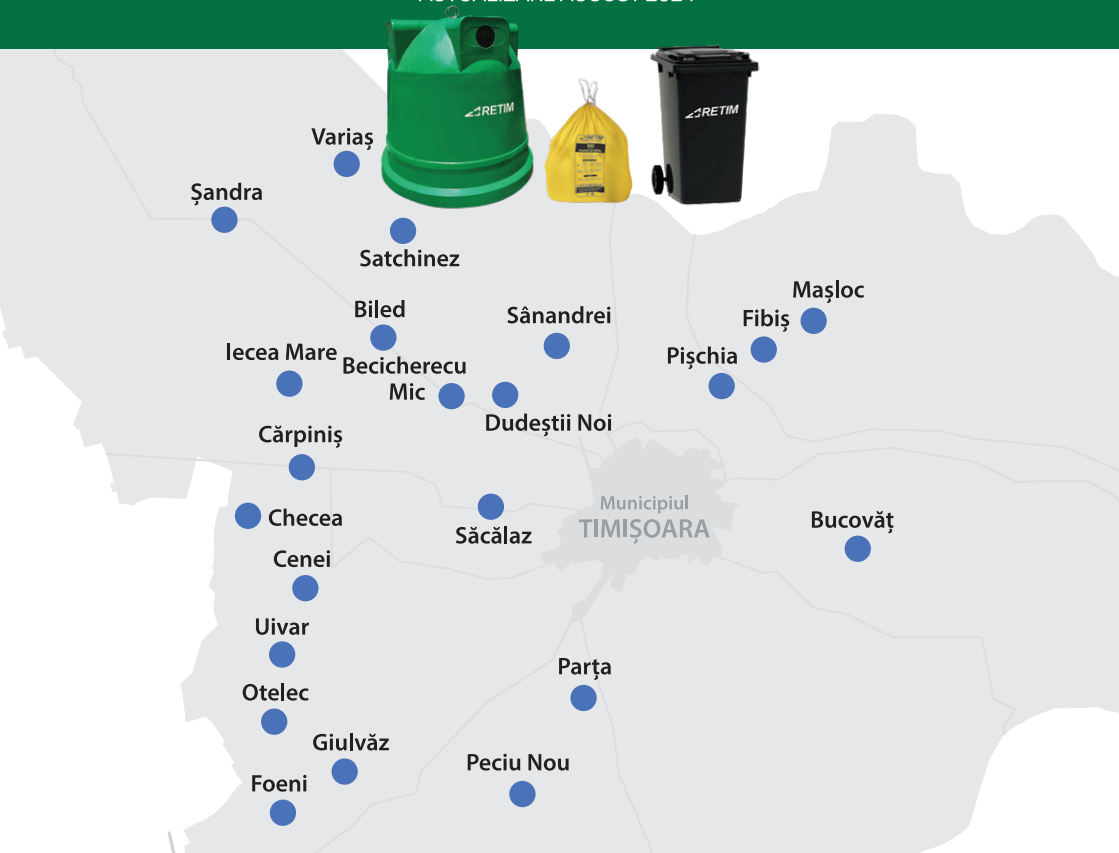 RETIM
RETIM
RETIM
Variaș
Șandra
Satchinez
Mașloc
Biled
Sânandrei
Fibiș
Iecea Mare
Pișchia
Becicherecu
Mic
Dudeștii Noi
Cărpiniș
Municipiul
TIMIȘOARA
Checea
Săcălaz
Bucovăț
Cenei
Uivar
Parța
Otelec
Giulvăz
Peciu Nou
Foeni